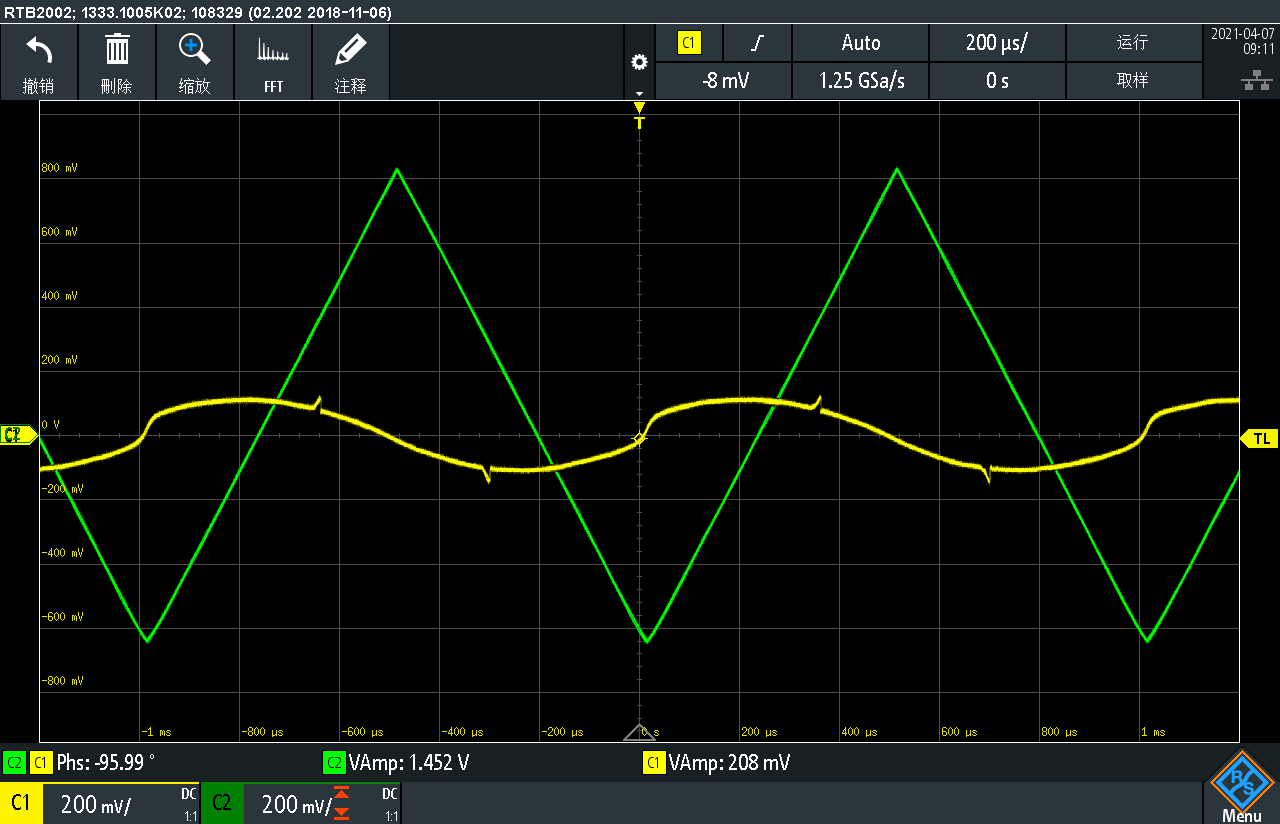 RTB2002; 1333.1005K02; 108329 (02.202 2018-11-06)
撤销
刪除
缩放
FFT
注释
C1
Auto
200 µs/
运行
2021-04-07
09:11
-8 mV
1.25 GSa/s
0 s
取样
T
800 mV
600 mV
400 mV
200 mV
0 V
-200 mV
-400 mV
-600 mV
-800 mV
TL
-1 ms
-800 µs
-600 µs
-400 µs
-200 µs
0 s
200 µs
400 µs
600 µs
800 µs
1 ms
C2 C1 Phs: -95.99 °
C2 VAmp: 1.452 V
C1 VAmp: 208 mV
C1 200 mV/ DC 1:1
C2 200 mV/ DC 1:1
R S
Menu